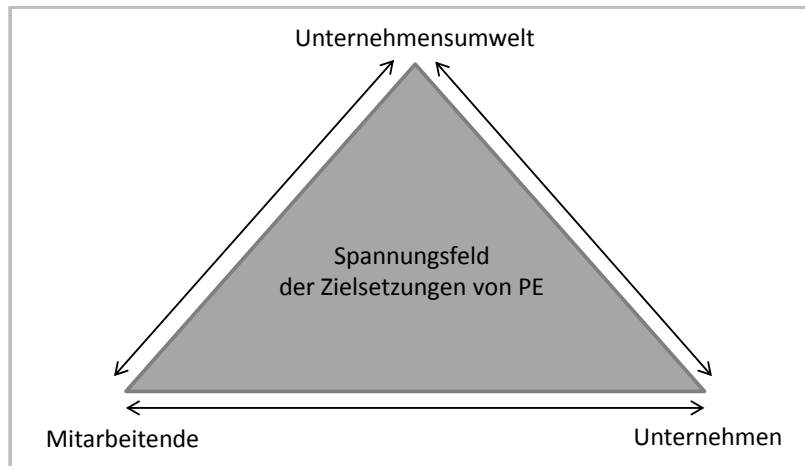 Unternehmensumwelt
Spannungsfeld
der Zielsetzungen von PE
Mitarbeitende
Unternehmen